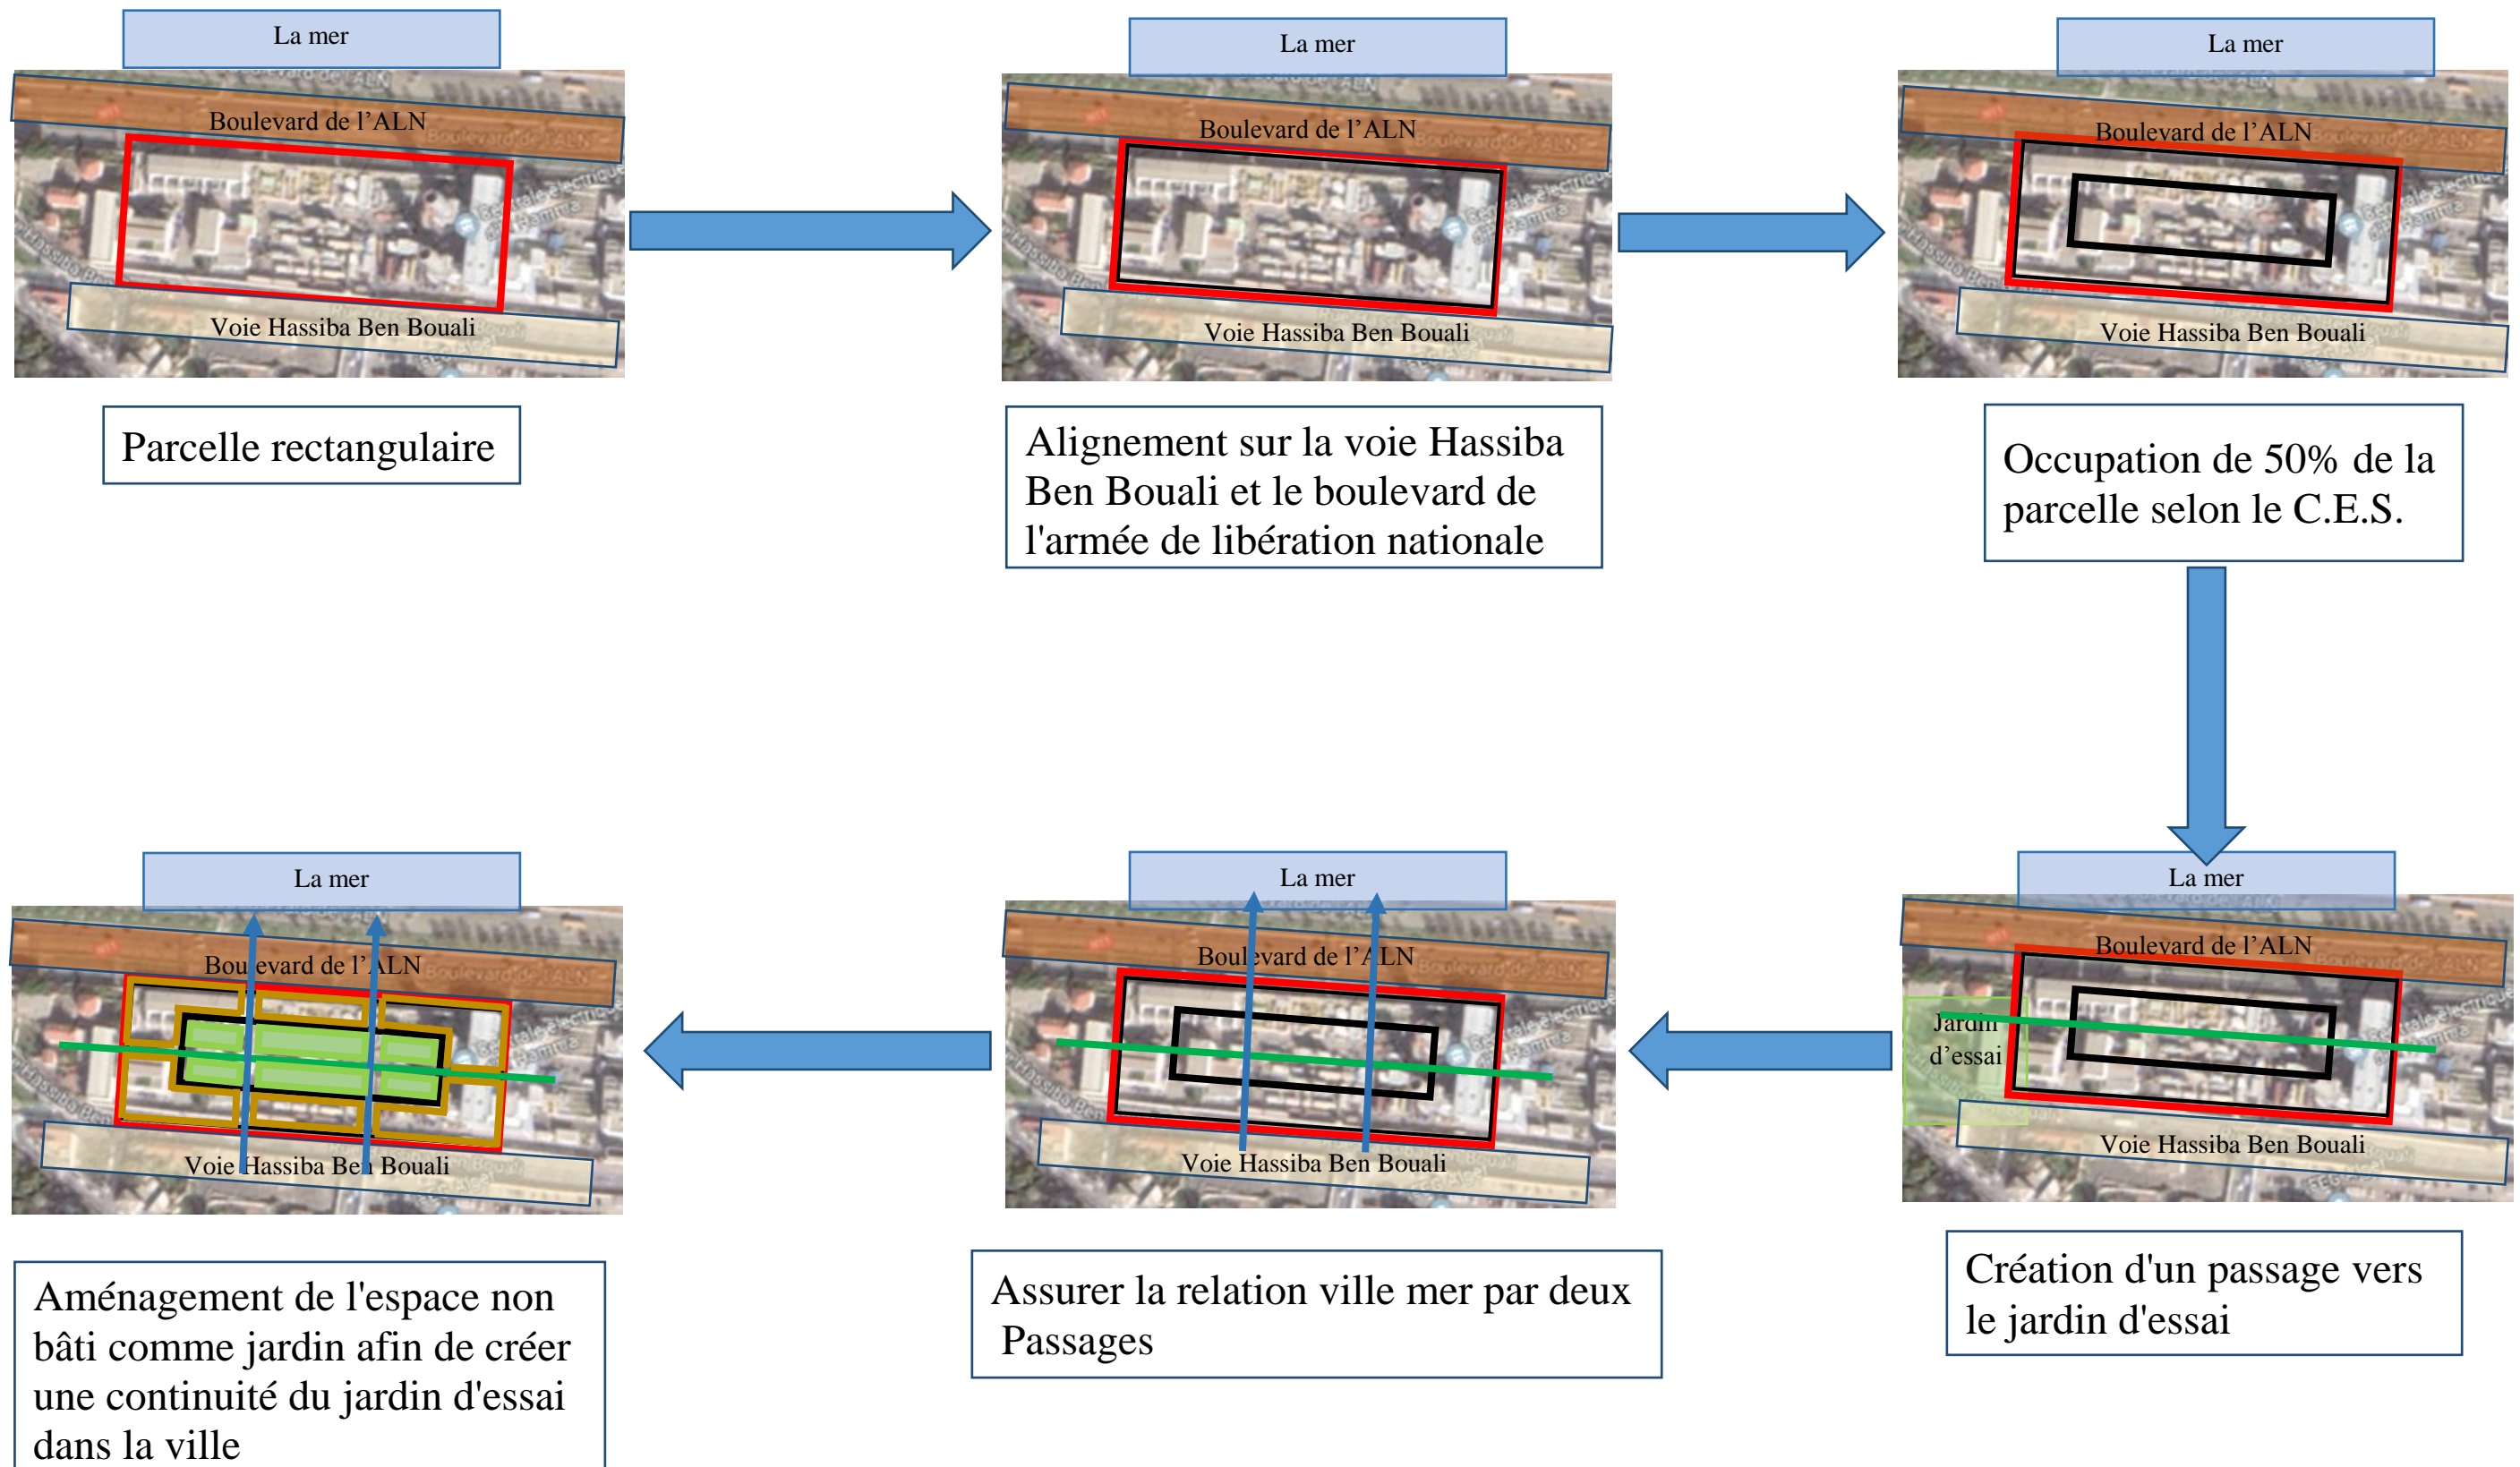 La mer
Boulevard de l'ALN
Voie Hassiba Ben Bouali
Parcelle rectangulaire
La mer
Boulevard de l'ALN
Voie Hassiba Ben Bouali
Alignement sur la voie Hassiba
Ben Bouali et le boulevard de
l'armée de libération nationale
La mer
Boulevard de l'ALN
Voie Hassiba Ben Bouali
Occupation de 50% de la
parcelle selon le C.E.S.
La mer
Boulevard de l'ALN
Jardin
d'essai
Voie Hassiba Ben Bouali
Création d'un passage vers
le jardin d'essai
La mer
Boulevard de l'ALN
Voie Hassiba Ben Bouali
Assurer la relation ville mer par deux
Passages
La mer
Boulevard de l'ALN
Voie Hassiba Ben Bouali
Aménagement de l'espace non
bâti comme jardin afin de créer
une continuité du jardin d'essai
dans la ville